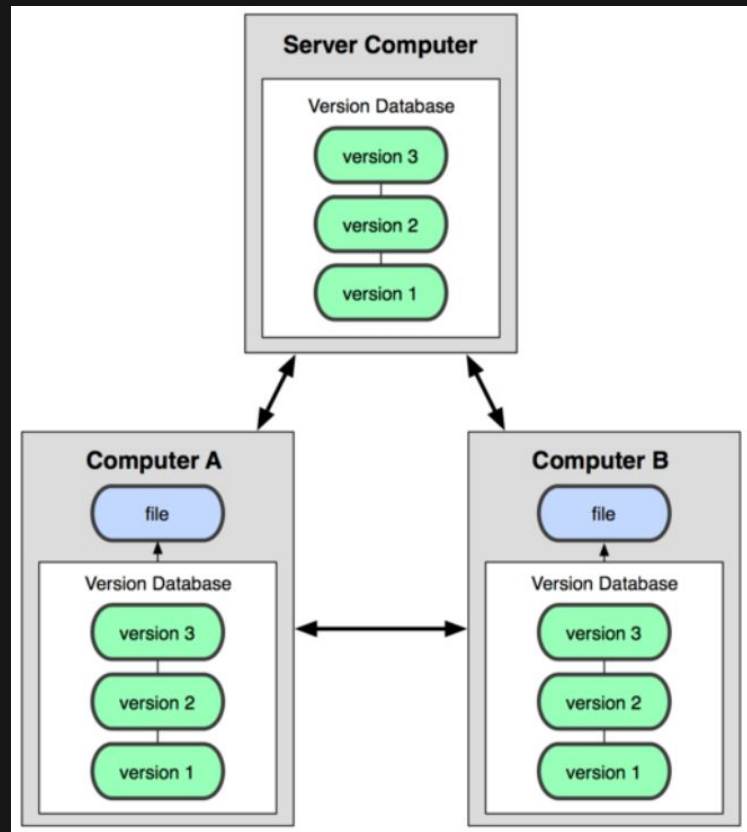 Server Computer
Version Database
version 3
version 2
version 1
Computer A
file
Version Database
version 3
version 2
version 1
Computer B
file
Version Database
version 3
version 2
version 1